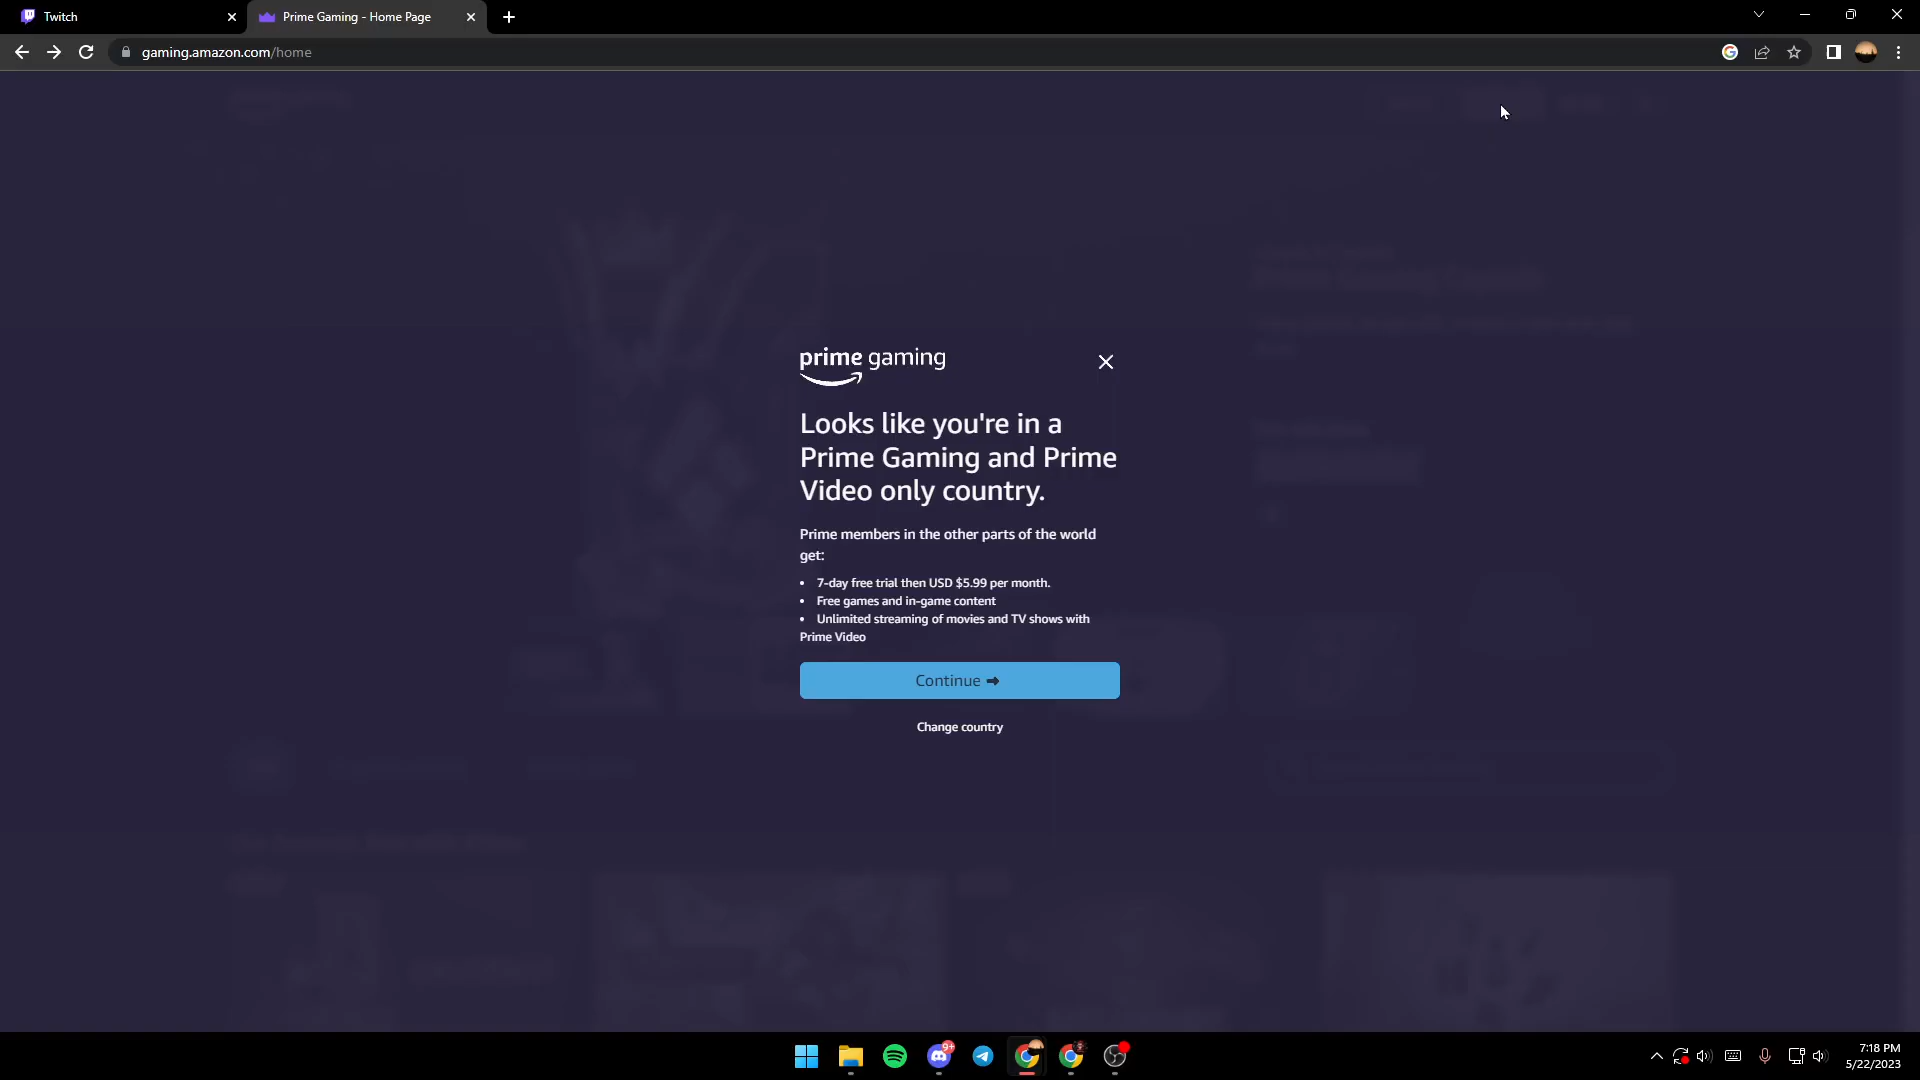 Twitch
Prime Gaming - Home Page
gaming.amazon.com/home
prime gaming
Looks like you're in a
Prime Gaming and Prime
Video only country.
Prime members in the other parts of the world
get:
• 7-day free trial then USD $5.99 per month.
• Free games and in-game content
• Unlimited streaming of movies and TV shows with
Prime Video
Continue ➡
Change country
9+
7:18 PM
5/22/2023